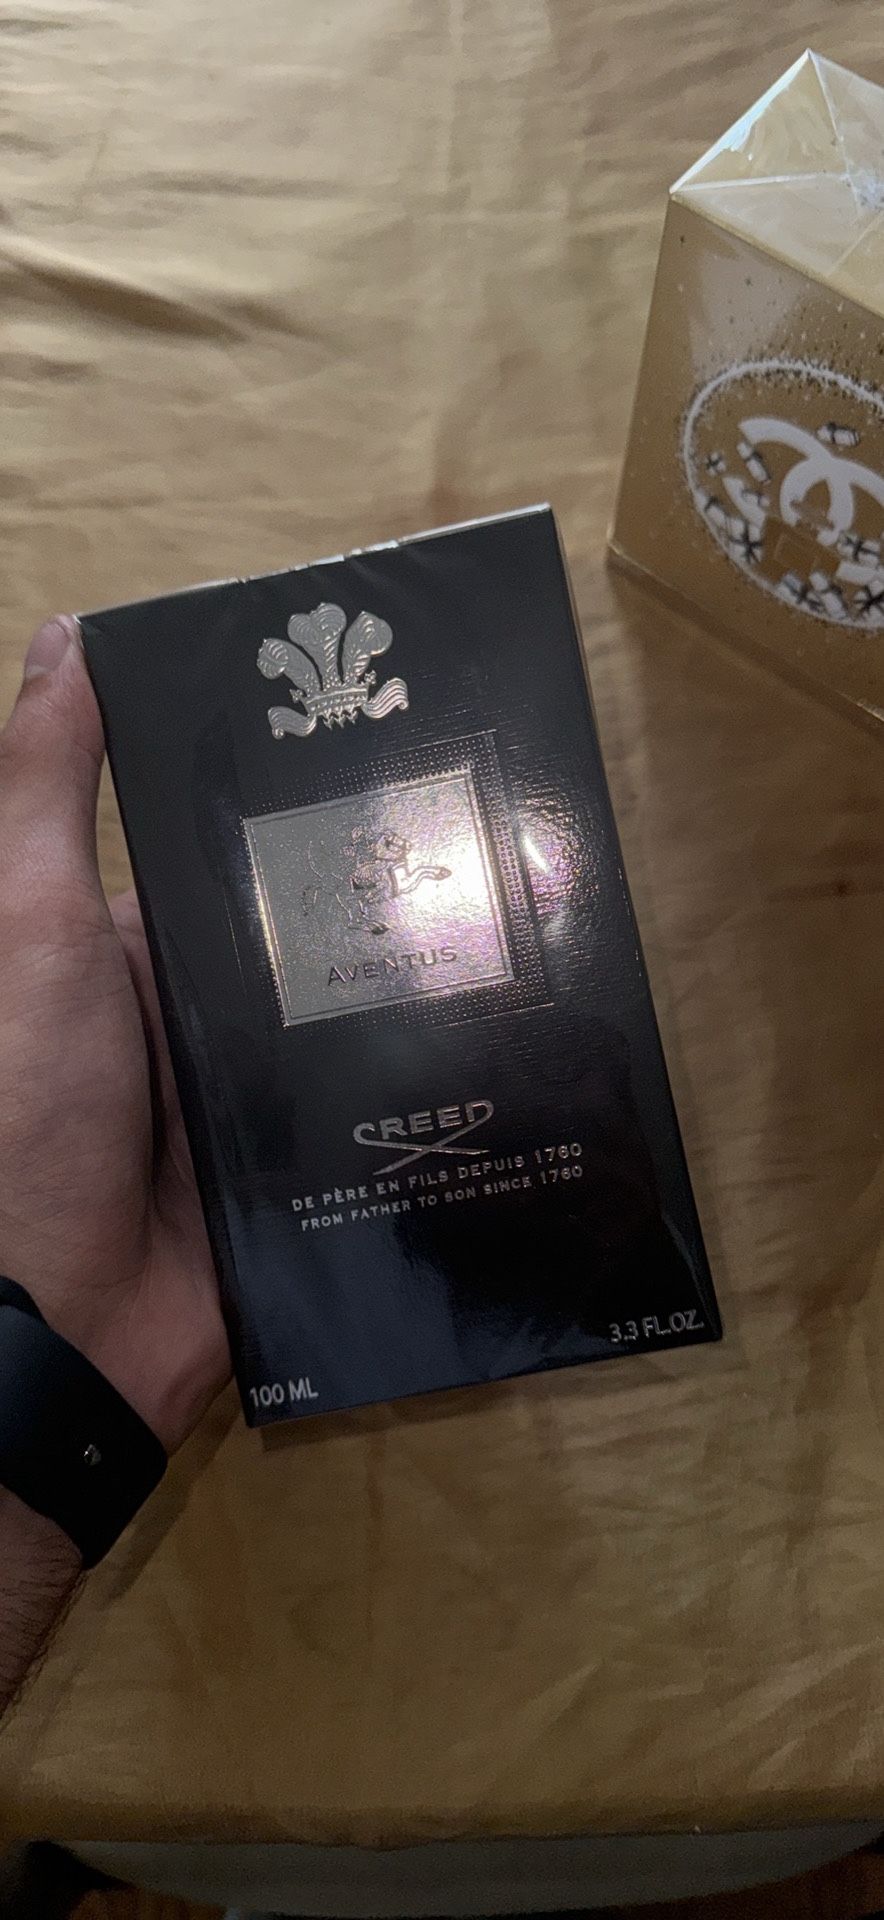 AVENTUS
CREED
DE PÈRE EN FILS DEPUIS 1760
FROM FATHER TO SON SINCE 1760
100 ML
3.3 FL.OZ.